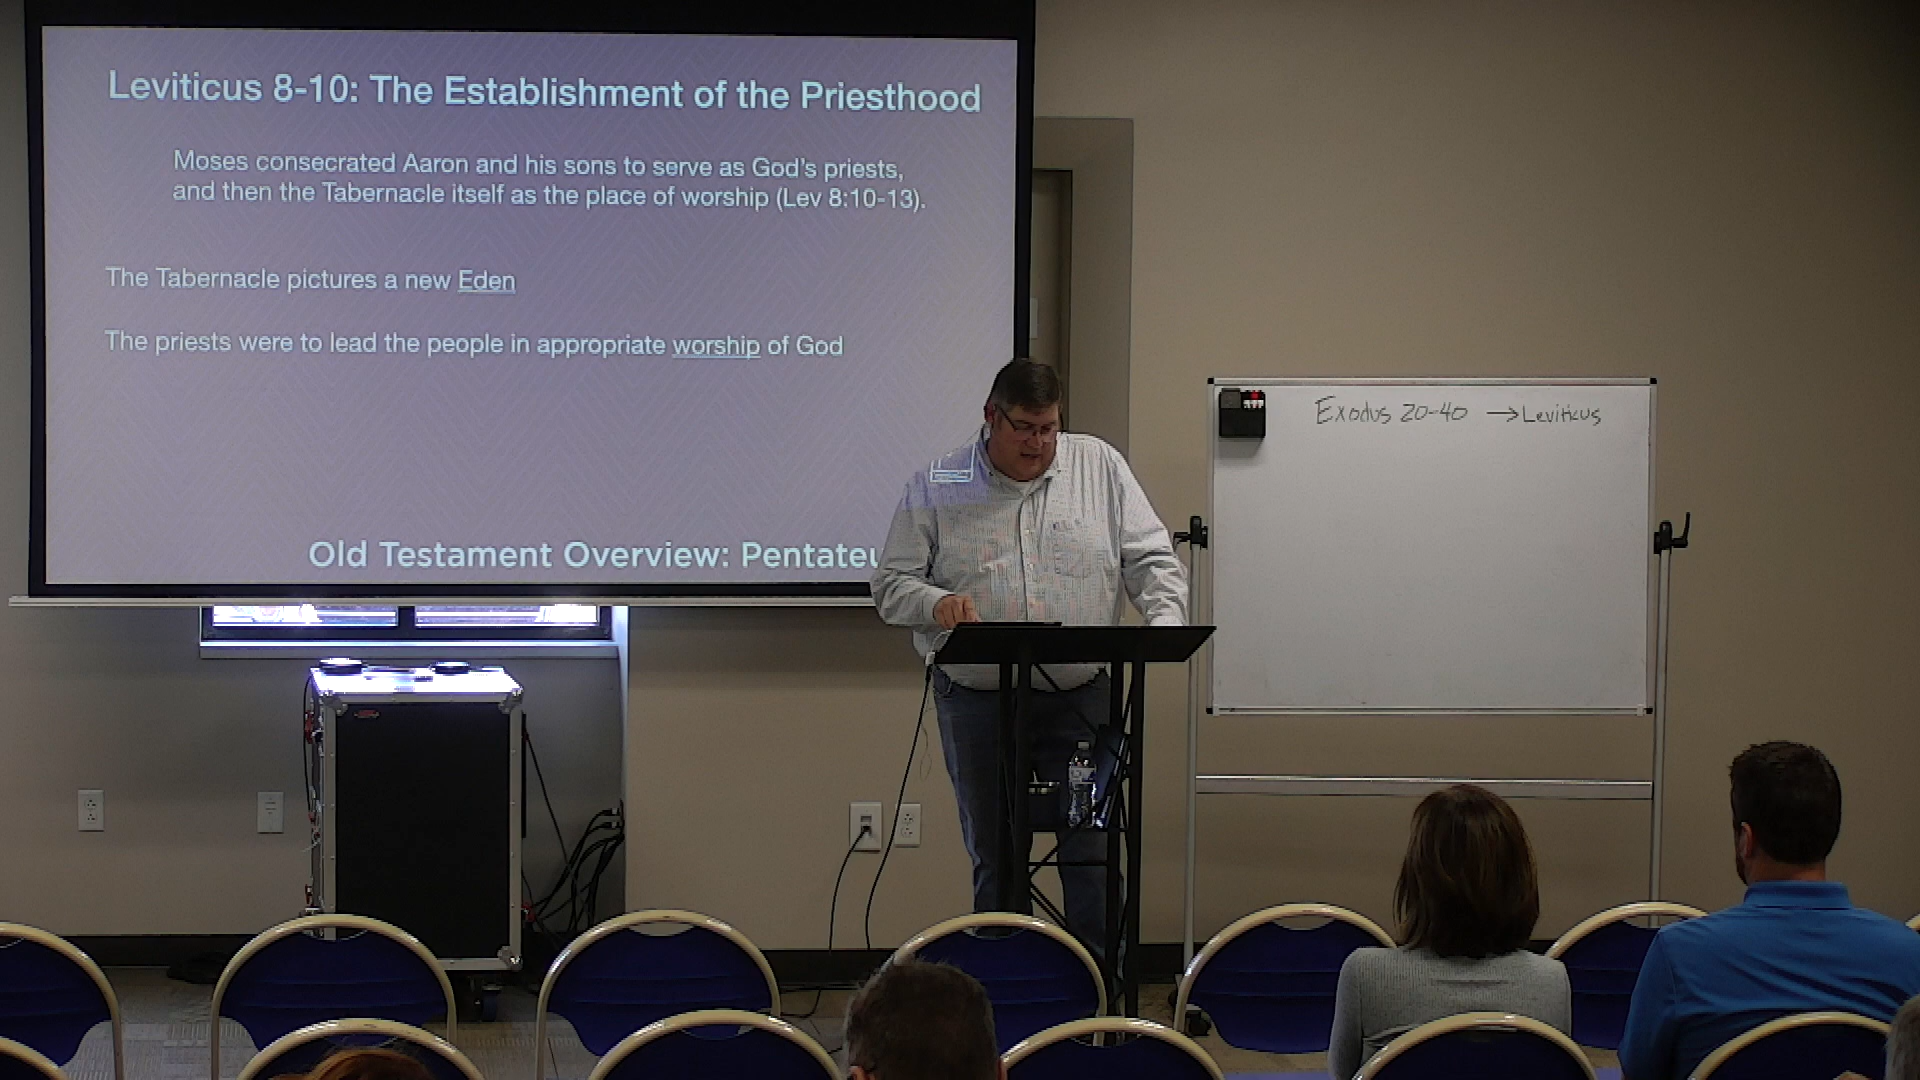 Leviticus 8-10: The Establishment of the Priesthood
Moses consecrated Aaron and his sons to serve as God's priests,
and then the Tabernacle itself as the place of worship (Lev 8:10-13).
The Tabernacle pictures a new Eden
The priests were to lead the people in appropriate worship of God
Old Testament Overview: Pentateu
Exodus 20-40 → Leviticus